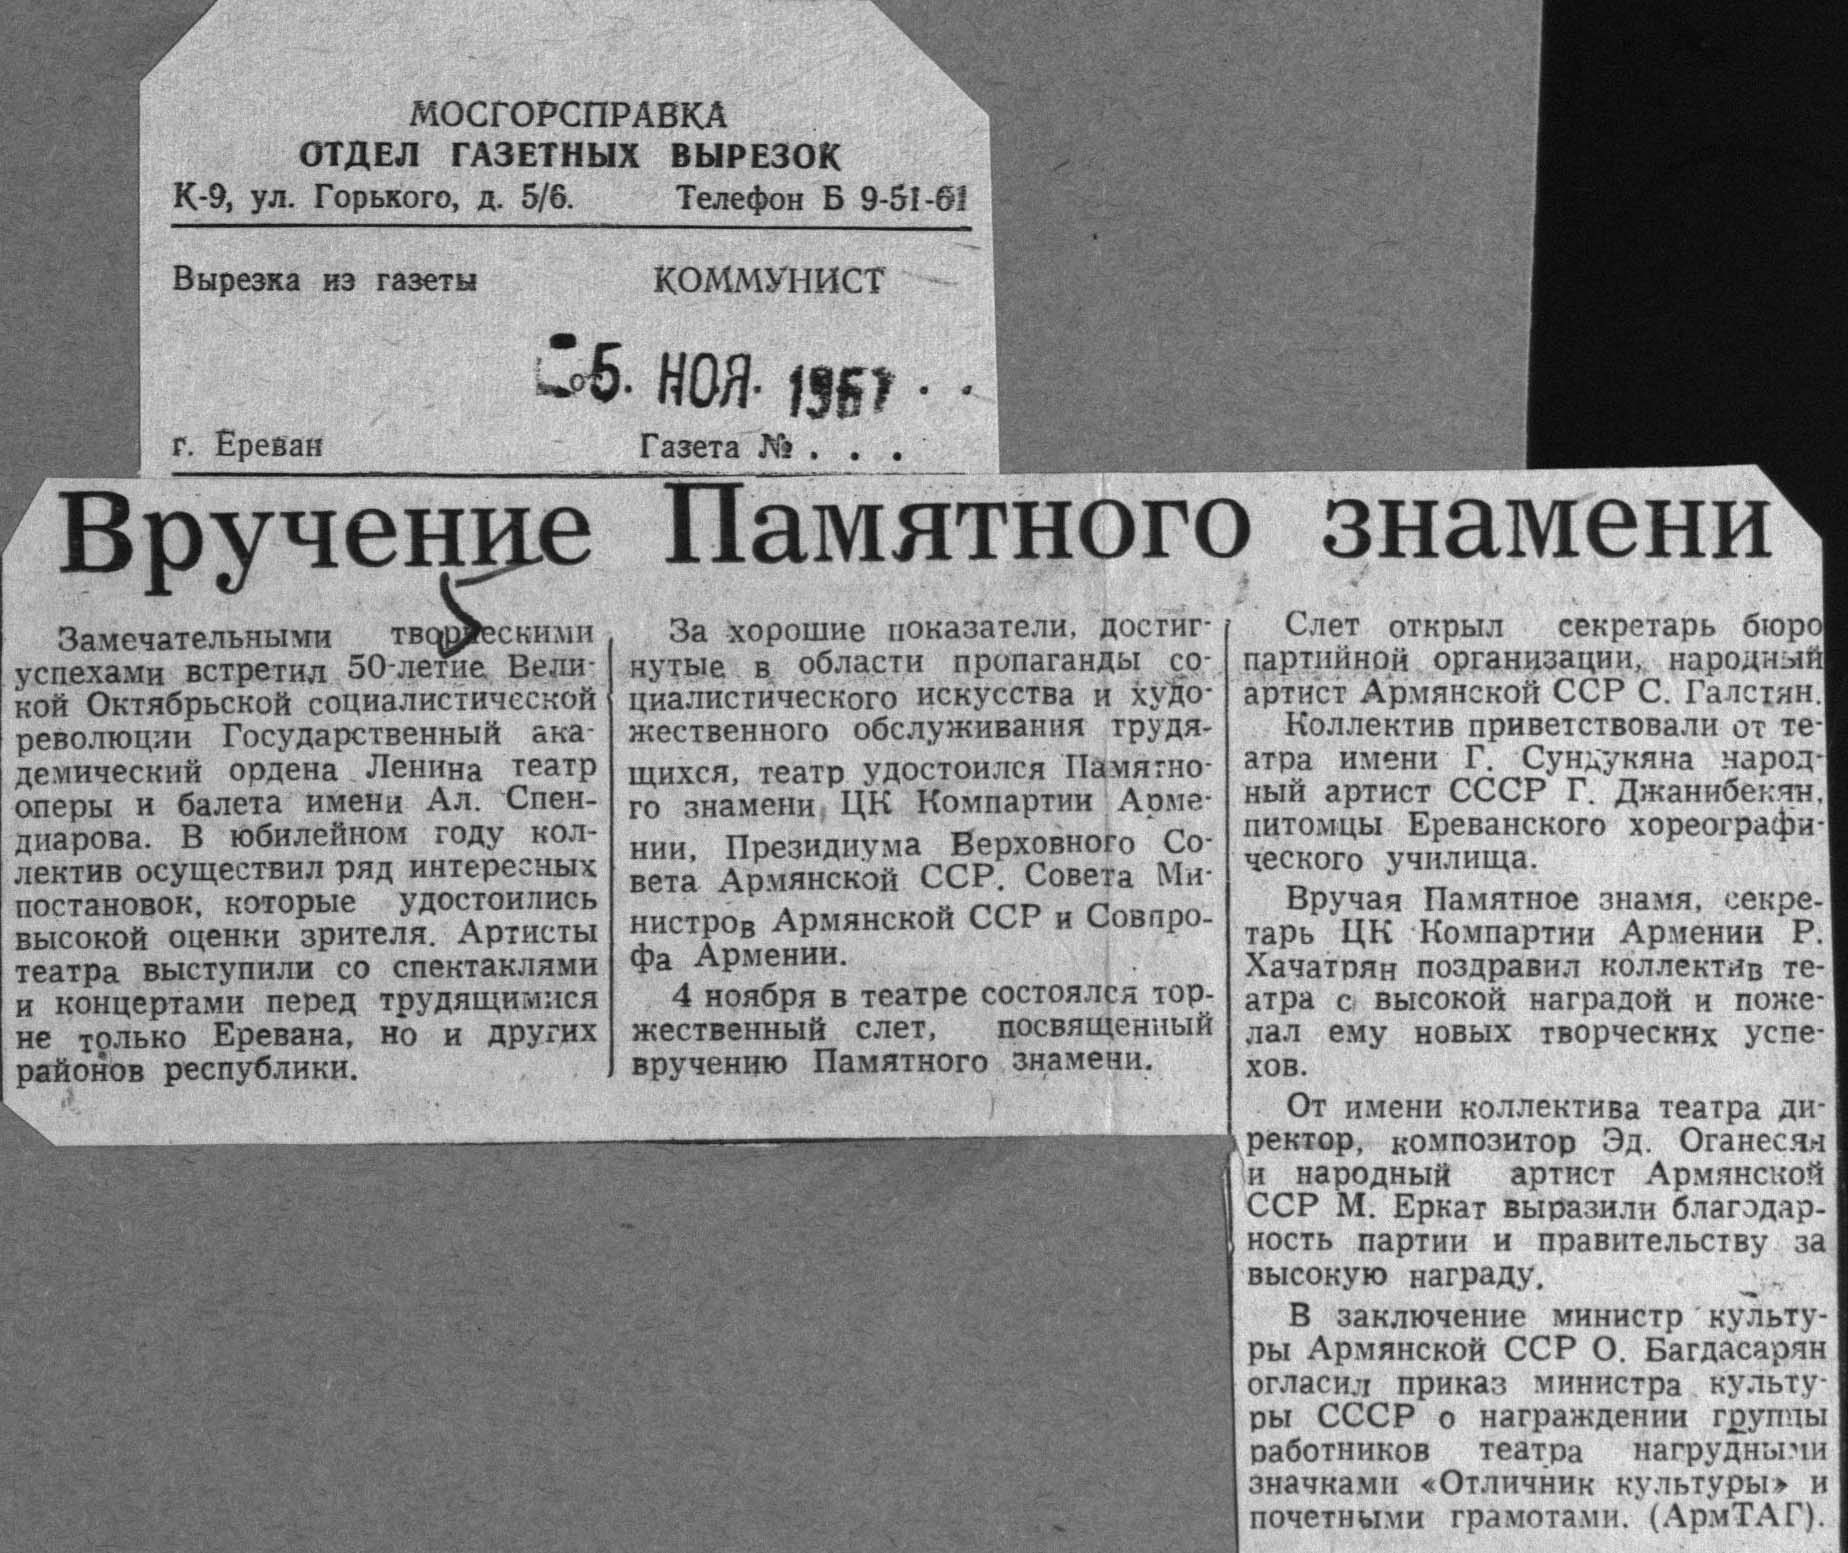 МОСГОРСПРАВКА
ОТДЕЛ ГАЗЕТНЫХ ВЫРЕЗОК
К-9, ул. Горького, д. 5/6. Телефон Б 9-51-61
Вырезка из газеты КОММУНИСТ
5. НОЯ. 1967 . .
г. Ереван Газета № . . .
Вручение Памятного знамени
Замечательными творческими
успехами встретил 50-летие Вели-
кой Октябрьской социалистической
революции Государственный ака-
демический ордена Ленина театр
оперы и балета имени Ал. Спен-
диарова. В юбилейном году кол-
лектив осуществил ряд интересных
постановок, которые удостоились
высокой оценки зрителя. Артисты
театра выступили со спектаклями
и концертами перед трудящимися
не только Еревана, но и других
районов республики.
За хорошие показатели, достиг-
нутые в области пропаганды со-
циалистического искусства и худо-
жественного обслуживания трудя-
щихся, театр удостоился Памятно-
го знамени ЦК Компартии Арме-
нии, Президиума Верховного Со-
вета Армянской ССР. Совета Ми-
нистров Армянской ССР и Совпро-
фа Армении.
4 ноября в театре состоялся тор-
жественный слет, посвященный
вручению Памятного знамени.
Слет открыл секретарь бюро
партийной организации, народный
артист Армянской ССР С. Галстян.
Коллектив приветствовали от те-
атра имени Г. Сундукяна народ-
ный артист СССР Г. Джанибекян,
питомцы Ереванского хореографи-
ческого училища.
Вручая Памятное знамя, секре-
тарь ЦК Компартии Армении Р.
Хачатрян поздравил коллектив те-
атра с высокой наградой и поже-
лал ему новых творческих успе-
хов.
От имени коллектива театра ди-
ректор, композитор Эд. Оганесян
и народный артист Армянской
ССР М. Еркат выразили благодар-
ность партии и правительству за
высокую награду.
В заключение министр культу-
ры Армянской ССР О. Багдасарян
огласил приказ министра культу-
ры СССР о награждении группы
работников театра нагрудными
значками «Отличник культуры» и
почетными грамотами. (АрмТАГ).